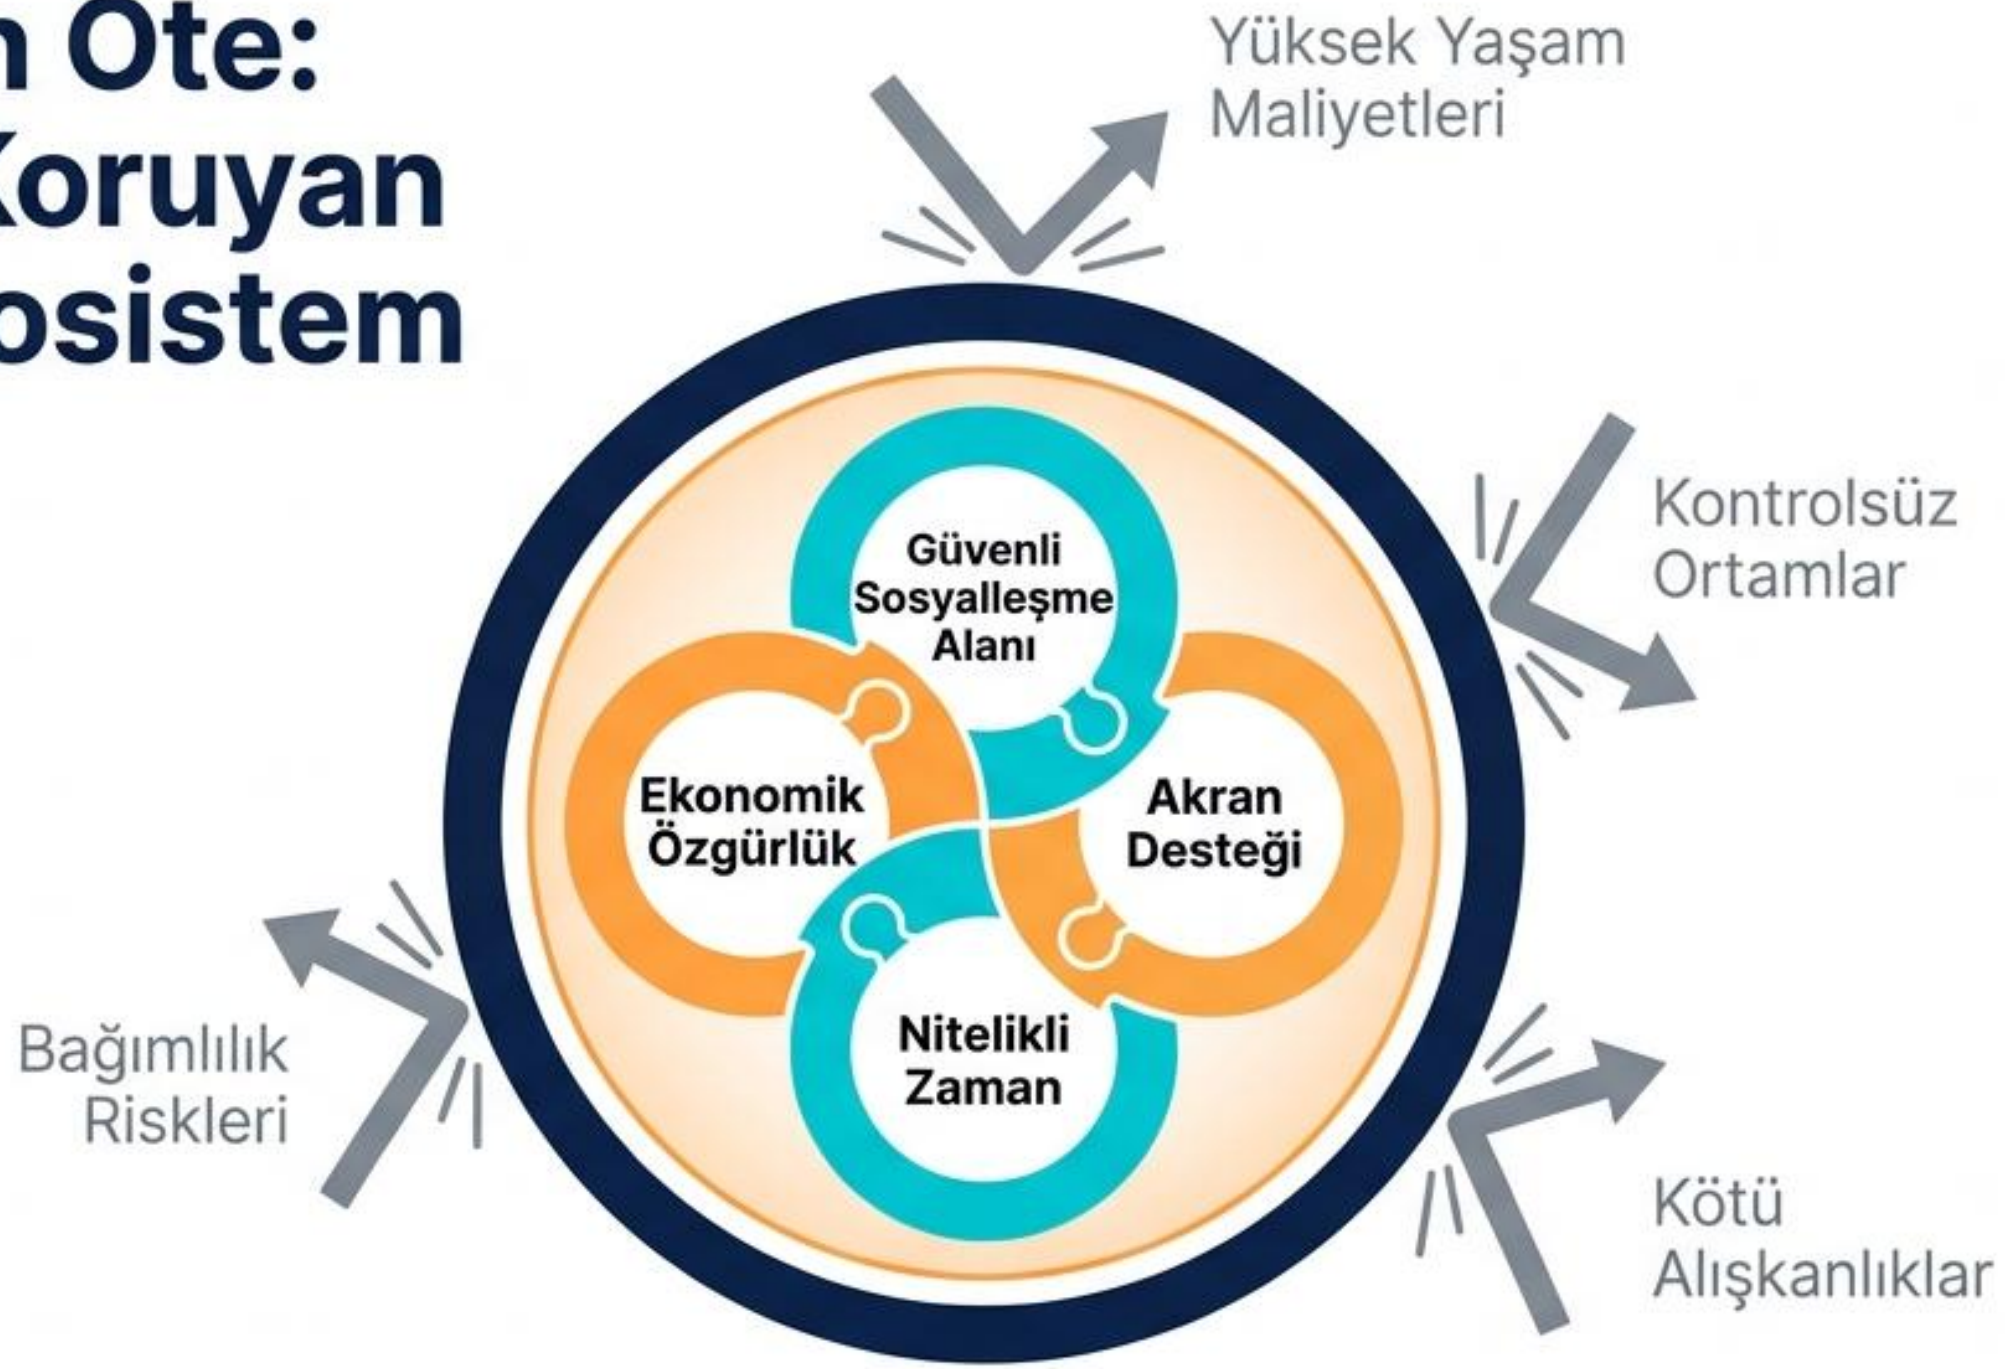 n Öte:
Koruyan
osistem
Yüksek Yaşam
Maliyetleri
Kontrolsüz
Ortamlar
Güvenli
Sosyalleşme
Alanı
Ekonomik
Özgürlük
Akran
Desteği
Nitelikli
Zaman
Bağımlılık
Riskleri
Kötü
Alışkanlıklar